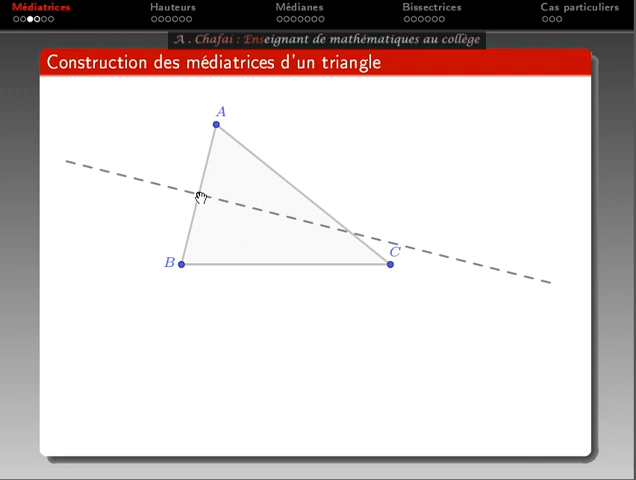 Médiatrices Hauteurs Médianes Bissectrices Cas particuliers
A . Chafai : Enseignant de mathématiques au collège
Construction des médiatrices d'un triangle
A
C
B